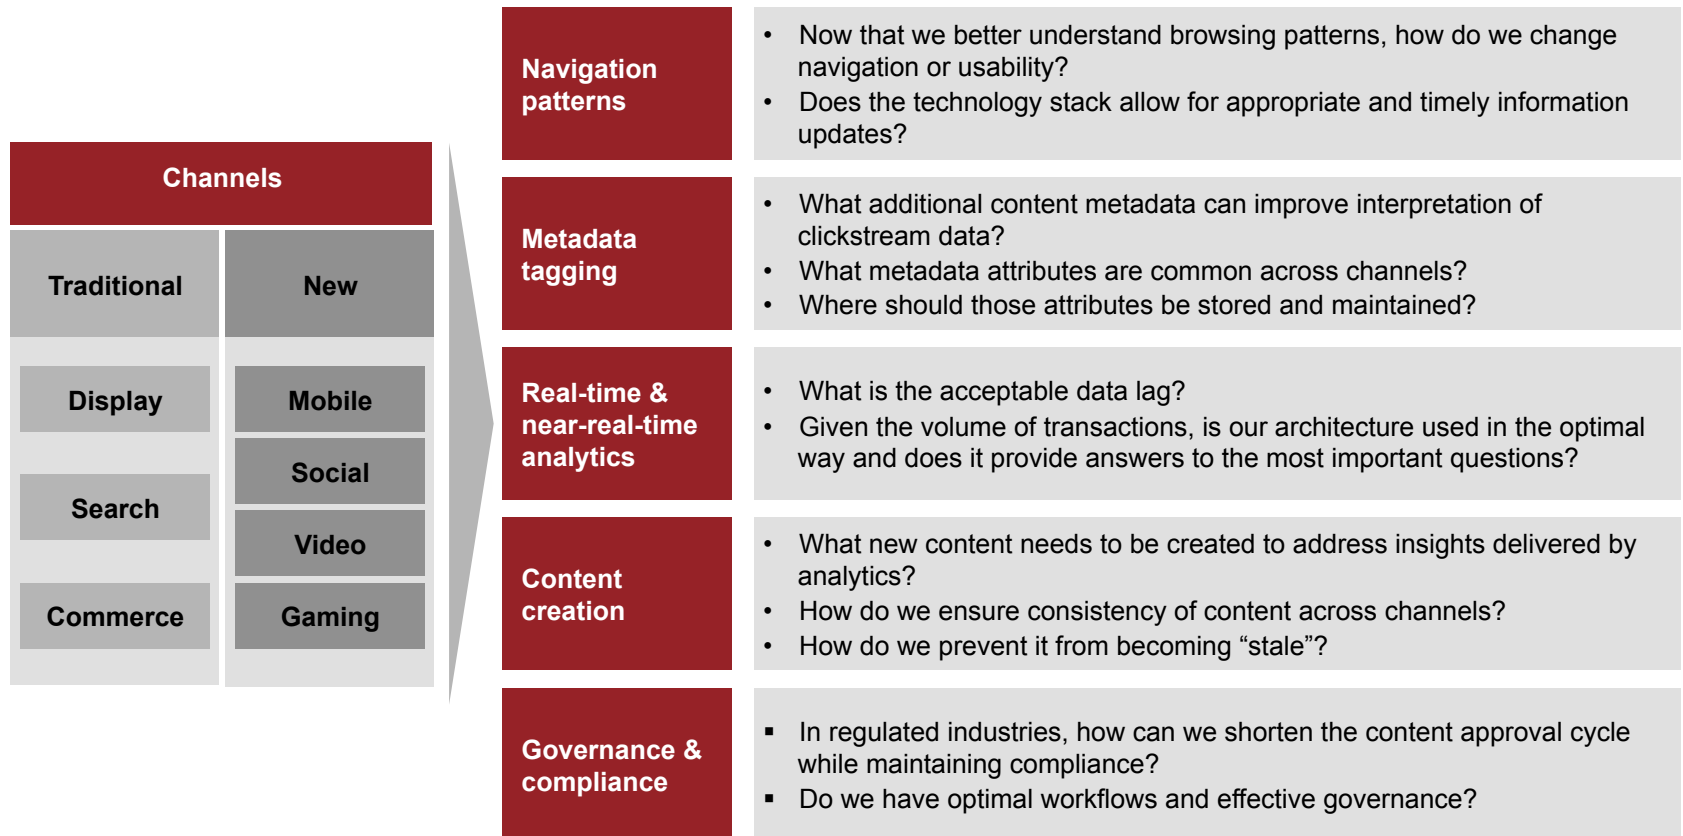 Channels
Traditional
New
Display
Search
Commerce
Mobile
Social
Video
Gaming
Navigation
patterns
• Now that we better understand browsing patterns, how do we change
navigation or usability?
• Does the technology stack allow for appropriate and timely information
updates?
Metadata
tagging
• What additional content metadata can improve interpretation of
clickstream data?
• What metadata attributes are common across channels?
• Where should those attributes be stored and maintained?
Real-time &
near-real-time
analytics
• What is the acceptable data lag?
• Given the volume of transactions, is our architecture used in the optimal
way and does it provide answers to the most important questions?
Content
creation
• What new content needs to be created to address insights delivered by
analytics?
• How do we ensure consistency of content across channels?
• How do we prevent it from becoming “stale”?
Governance &
compliance
▪ In regulated industries, how can we shorten the content approval cycle
while maintaining compliance?
▪ Do we have optimal workflows and effective governance?